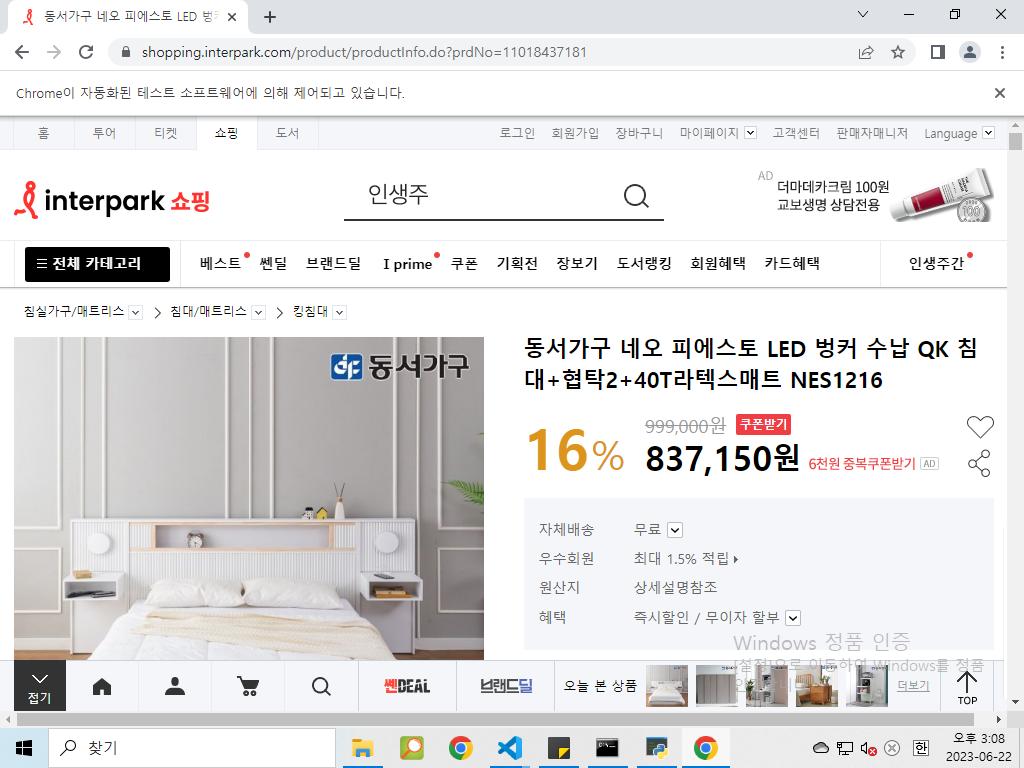 동서가구 네오 피에스토 LED 벙커
shopping.interpark.com/product/productInfo.do?prdNo=11018437181
Chrome이 자동화된 테스트 소프트웨어에 의해 제어되고 있습니다.
홈 투어 티켓 쇼핑 도서 로그인 회원가입 장바구니 마이페이지 고객센터 판매자매니저 Language
interpark 쇼핑
인생주
AD
더마데카크림 100원
교보생명 상담전용
전체 카테고리 베스트 쎈딜 브랜드딜 I prime 쿠폰 기획전 장보기 도서랭킹 회원혜택 카드혜택 인생주간
침실가구/매트리스 침대/매트리스 킹침대
동서가구
동서가구 네오 피에스토 LED 벙커 수납 QK 침
대+협탁2+40T라텍스매트 NES1216
16%
999,000원 쿠폰받기
837,150원 6천원 중복쿠폰받기 AD
자체배송 무료
우수회원 최대 1.5% 적립
원산지 상세설명참조
혜택 즉시할인 / 무이자 할부
Windows 정품 인증
[설정]으로 이동하여 Windows를 정품
접기
쎈DEAL
브랜드딜
오늘 본 상품
더보기
TOP
찾기
한
오후 3:08
2023-06-22